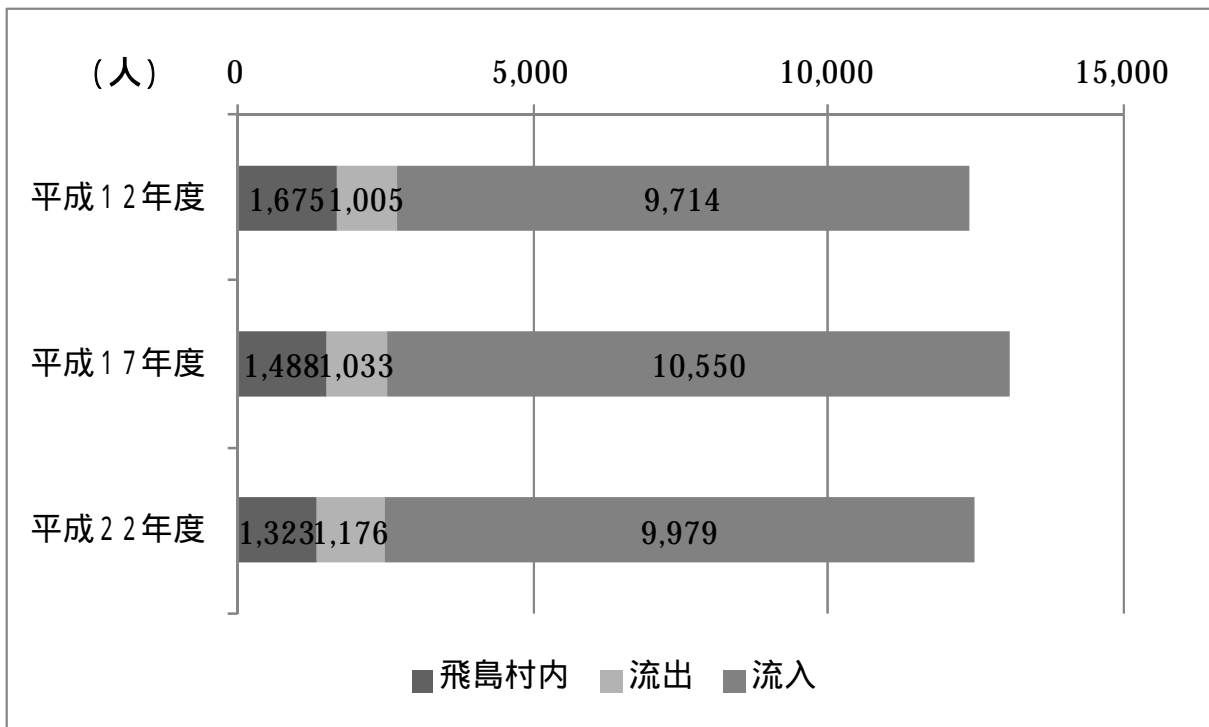 (人) 0 5,000 10,000 15,000
平成12年度 1,675 1,005 9,714
平成17年度 1,488 1,033 10,550
平成22年度 1,323 1,176 9,979
飛島村内 流出 流入